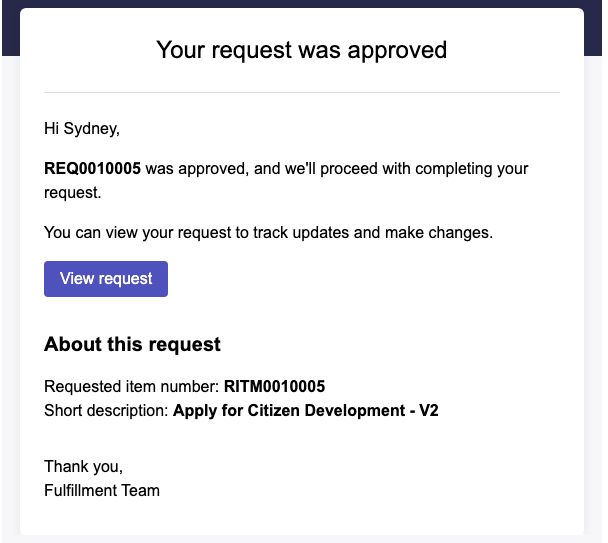 Your request was approved
Hi Sydney,
REQ0010005 was approved, and we'll proceed with completing your
request.
You can view your request to track updates and make changes.
View request
About this request
Requested item number: RITM0010005
Short description: Apply for Citizen Development - V2
Thank you,
Fulfillment Team